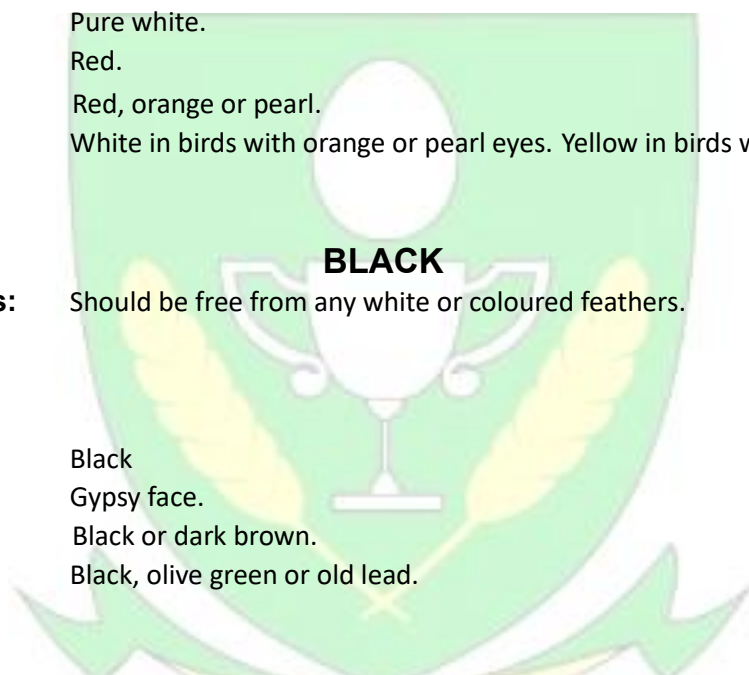 Pure white.
Red.
Red, orange or pearl.
White in birds with orange or pearl eyes. Yellow in birds
BLACK
Should be free from any white or coloured feathers.
Black
Gypsy face.
Black or dark brown.
Black, olive green or old lead.